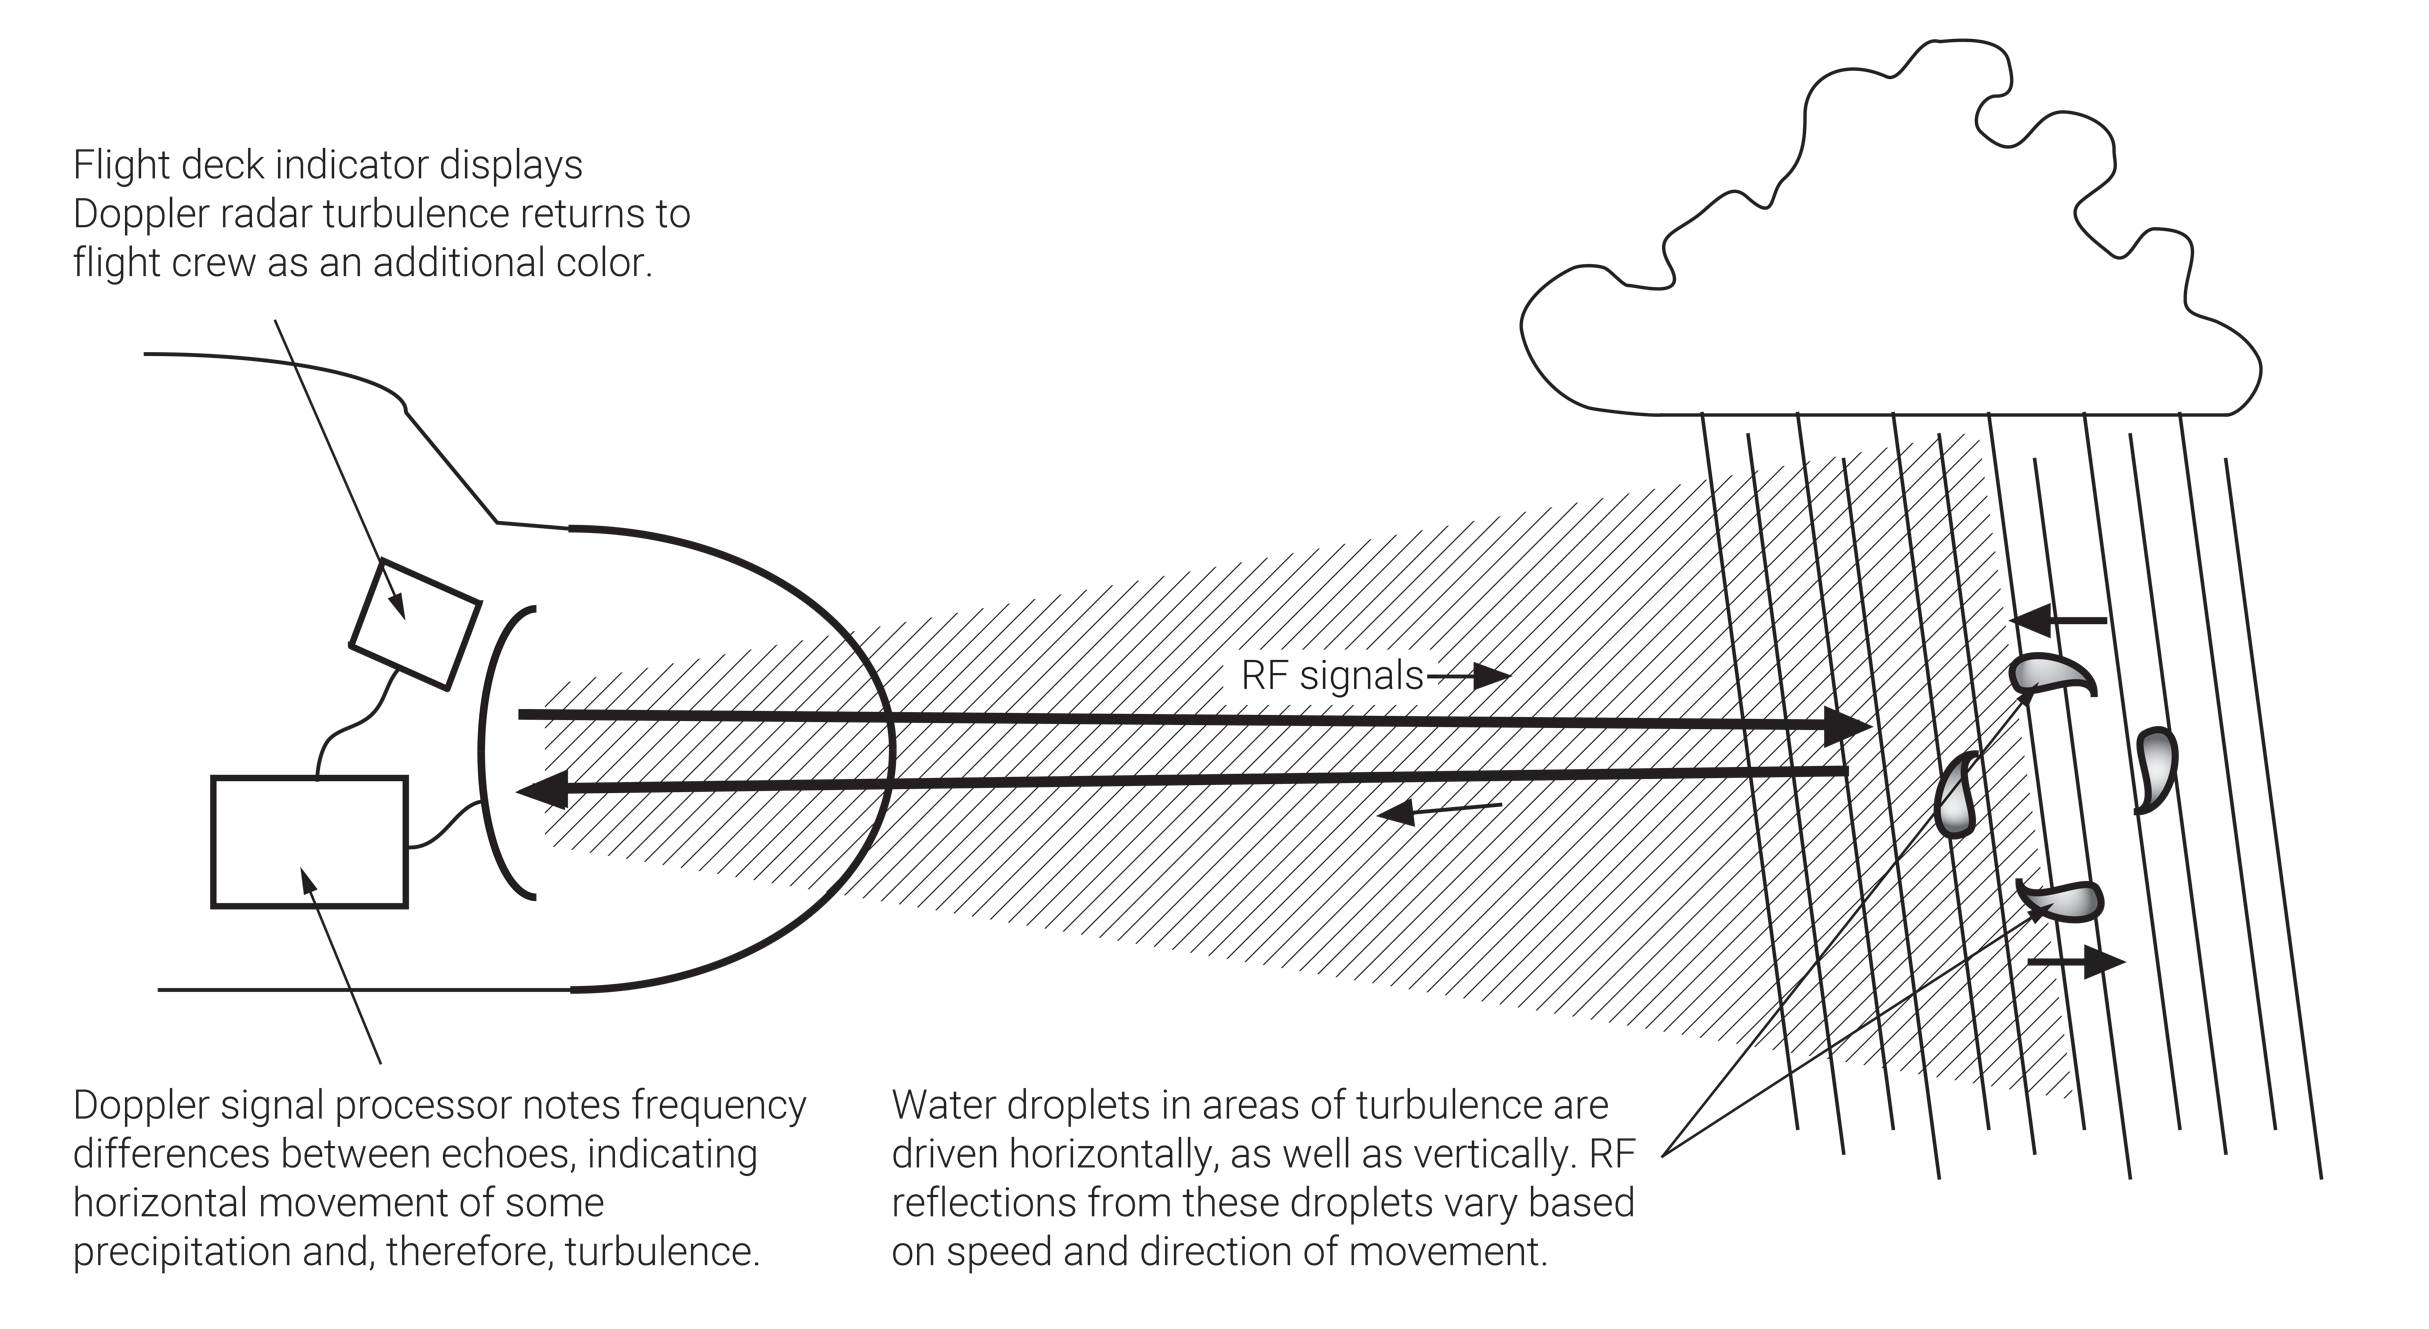 Flight deck indicator displays
Doppler radar turbulence returns to
flight crew as an additional color.
RF signals
Doppler signal processor notes frequency
differences between echoes, indicating
horizontal movement of some
precipitation and, therefore, turbulence.
Water droplets in areas of turbulence are
driven horizontally, as well as vertically. RF
reflections from these droplets vary based
on speed and direction of movement.